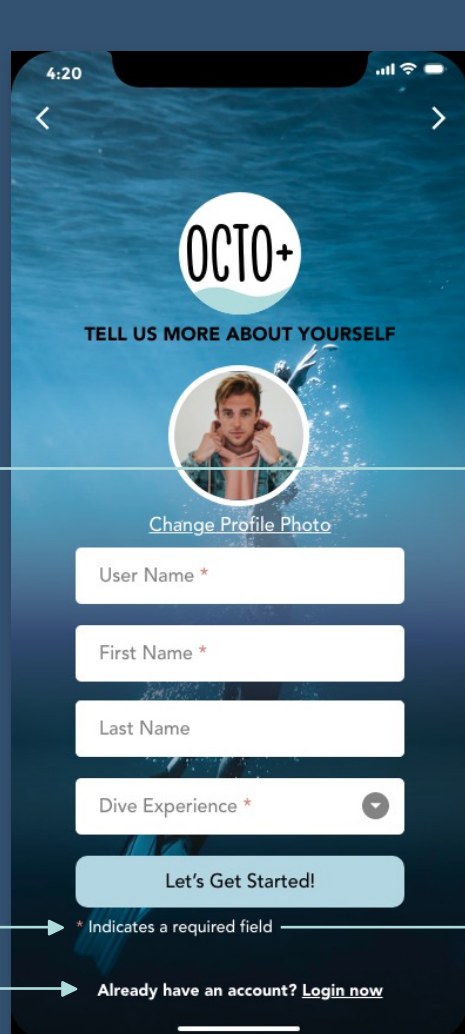 4:20
OCTO+
TELL US MORE ABOUT YOURSELF
Change Profile Photo
User Name *
First Name *
Last Name
Dive Experience *
Let's Get Started!
* Indicates a required field
Already have an account? Login now